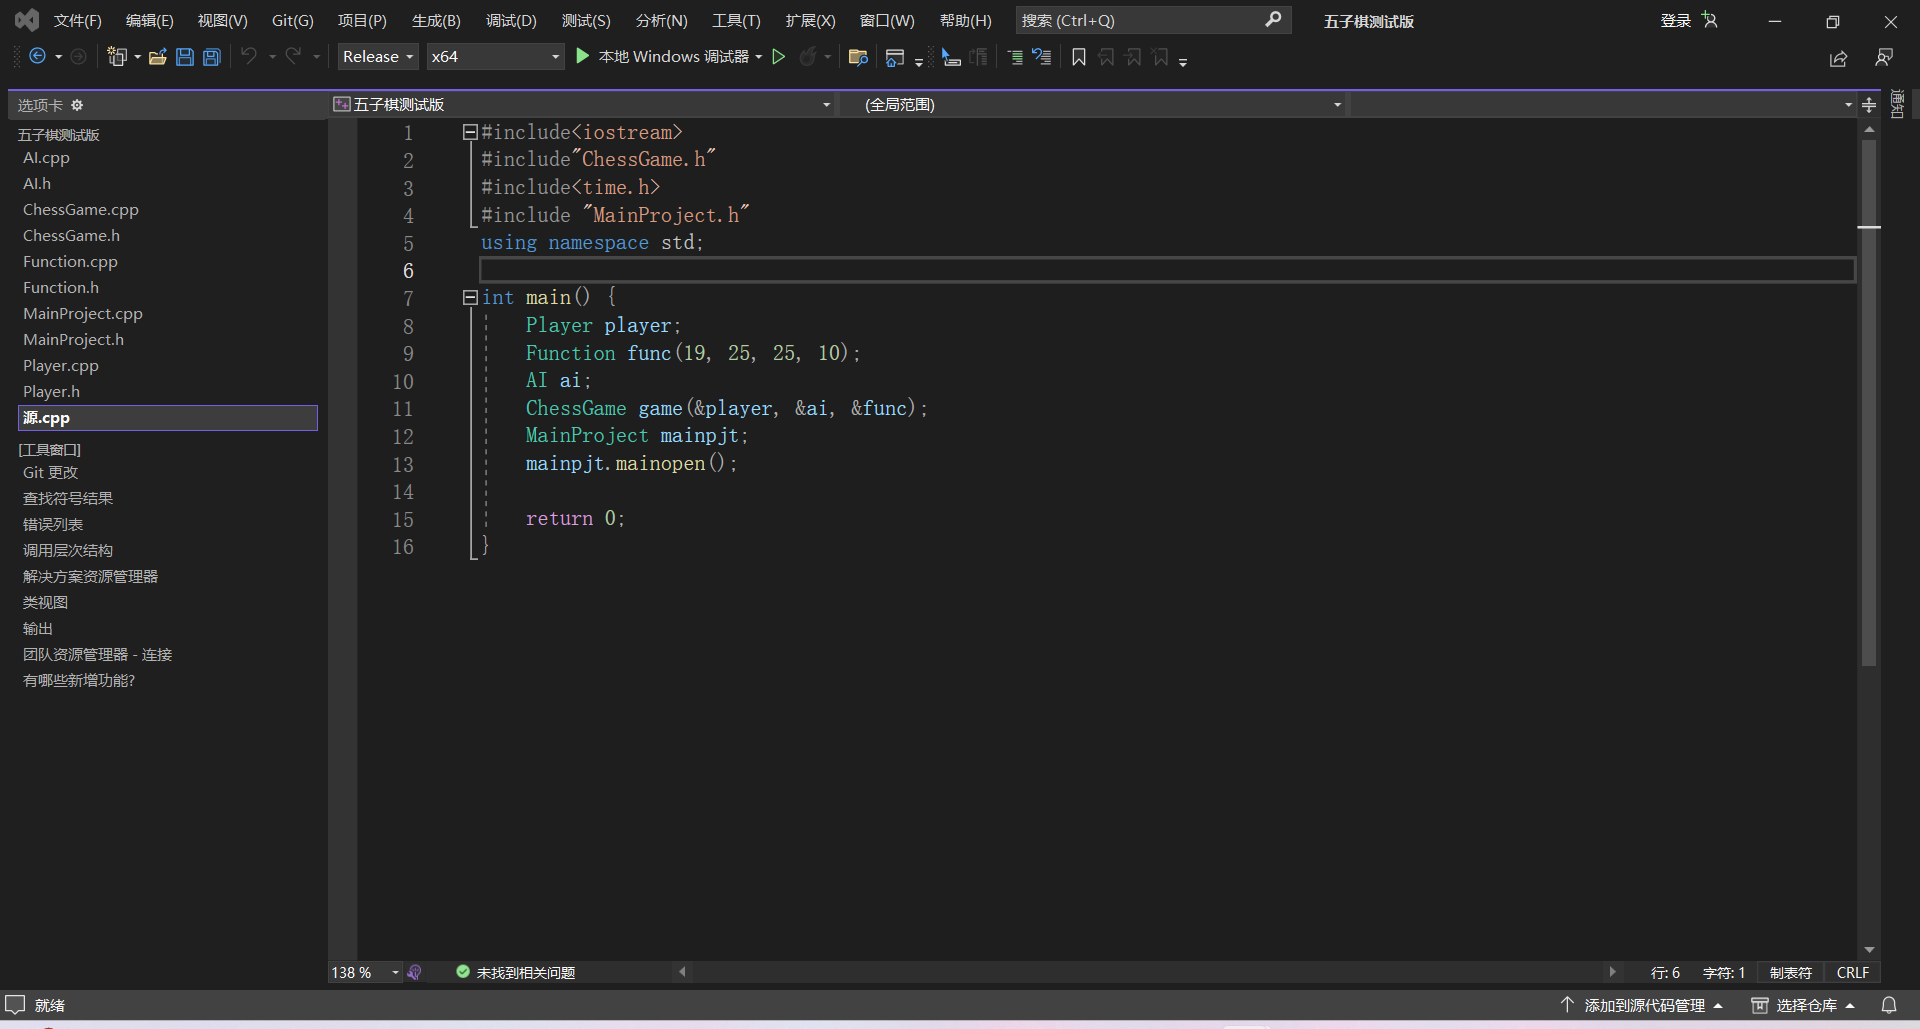 文件(F) 编辑(E) 视图(V) Git(G) 项目(P) 生成(B) 调试(D) 测试(S) 分析(N) 工具(T) 扩展(X) 窗口(W) 帮助(H) 搜索 (Ctrl+Q) 五子棋测试版 登录
Release x64 本地 Windows 调试器
选项卡
五子棋测试版
AI.cpp
AI.h
ChessGame.cpp
ChessGame.h
Function.cpp
Function.h
MainProject.cpp
MainProject.h
Player.cpp
Player.h
源.cpp
[工具窗口]
Git 更改
查找符号结果
错误列表
调用层次结构
解决方案资源管理器
类视图
输出
团队资源管理器 - 连接
有哪些新增功能?
五子棋测试版 (全局范围)
1 #include<iostream>
2 #include"ChessGame.h"
3 #include<time.h>
4 #include "MainProject.h"
5 using namespace std;
6
7 int main() {
8 Player player;
9 Function func(19, 25, 25, 10);
10 AI ai;
11 ChessGame game(&player, &ai, &func);
12 MainProject mainpjt;
13 mainpjt.mainopen();
14
15 return 0;
16 }
通知
138 % 未找到相关问题 行: 6 字符: 1 制表符 CRLF
就绪 添加到源代码管理 选择仓库